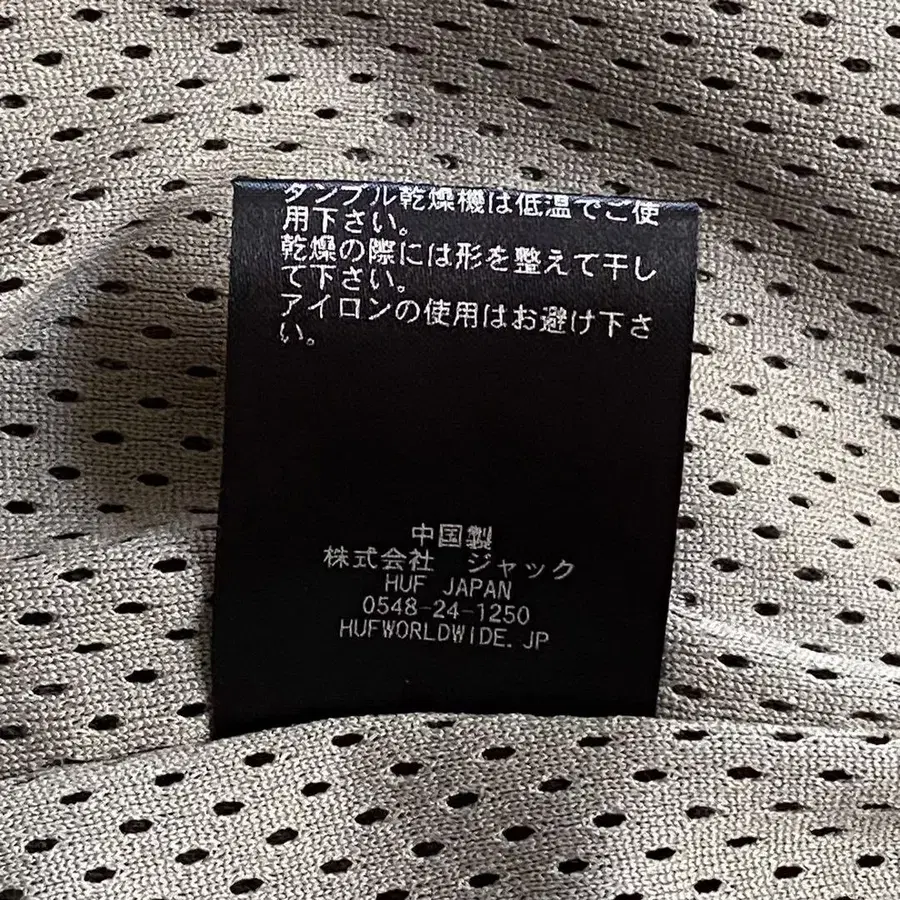 タンブル乾燥機は低温でご使
用下さい。
乾燥の際には形を整えて干し
て下さい。
アイロンの使用はお避け下さ
い。
中国製
株式会社　ジャック
HUF JAPAN
0548-24-1250
HUFWORLDWIDE.JP